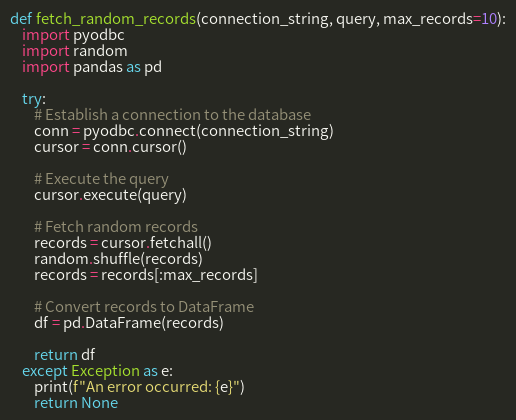 def fetch_random_records(connection_string, query, max_records=10):
    import pyodbc
    import random
    import pandas as pd

    try:
        # Establish a connection to the database
        conn = pyodbc.connect(connection_string)
        cursor = conn.cursor()

        # Execute the query
        cursor.execute(query)

        # Fetch random records
        records = cursor.fetchall()
        random.shuffle(records)
        records = records[:max_records]

        # Convert records to DataFrame
        df = pd.DataFrame(records)

        return df
    except Exception as e:
        print(f"An error occurred: {e}")
        return None